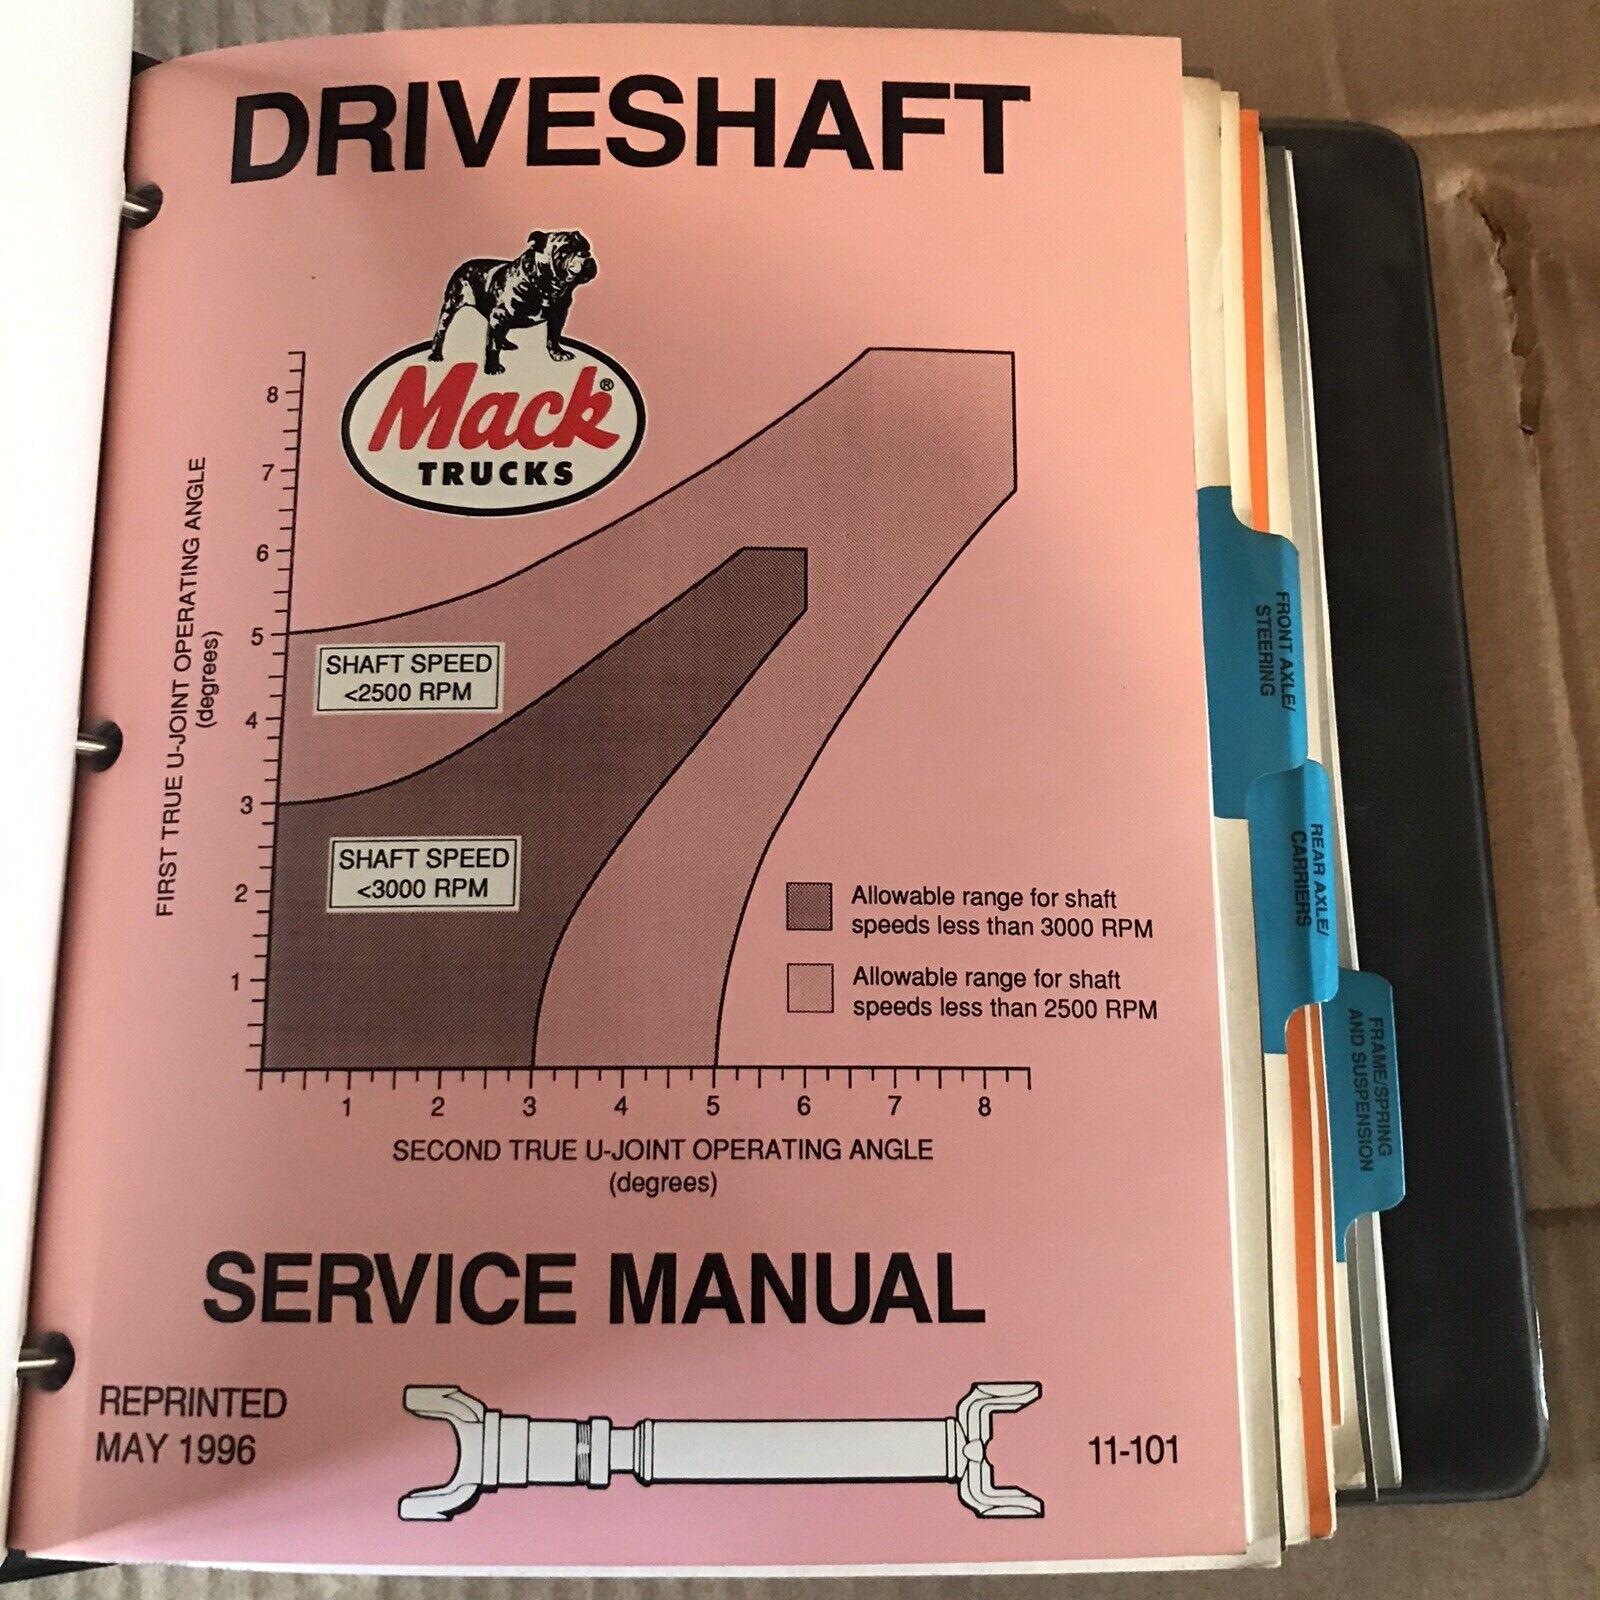 DRIVESHAFT
Mack®
TRUCKS
8
7
6
5
4
3
2
1
FIRST TRUE U-JOINT OPERATING ANGLE
(degrees)
SHAFT SPEED
<2500 RPM
SHAFT SPEED
<3000 RPM
Allowable range for shaft
speeds less than 3000 RPM
Allowable range for shaft
speeds less than 2500 RPM
1 2 3 4 5 6 7 8
SECOND TRUE U-JOINT OPERATING ANGLE
(degrees)
SERVICE MANUAL
REPRINTED
MAY 1996
11-101
FRONT AXLE/
STEERING
REAR AXLE/
CARRIERS
FRAME/SPRING
AND SUSPENSION